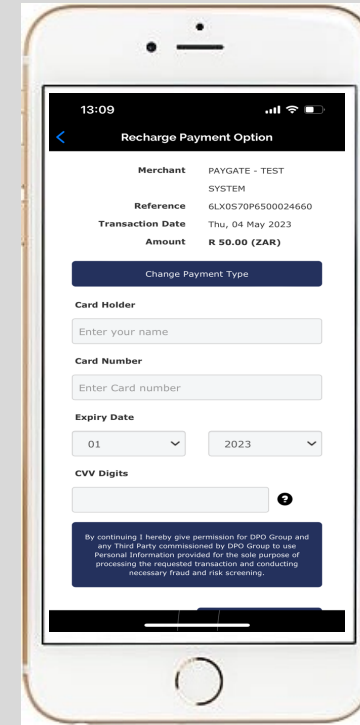 13:09
Recharge Payment Option
Merchant PAYGATE - TEST
SYSTEM
Reference 6LX0S70P6500024660
Transaction Date Thu, 04 May 2023
Amount R 50.00 (ZAR)
Change Payment Type
Card Holder
Enter your name
Card Number
Enter Card number
Expiry Date
01 2023
CVV Digits
?
By continuing I hereby give permission for DPO Group and
any Third Party commissioned by DPO Group to use
Personal Information provided for the sole purpose of
processing the requested transaction and conducting
necessary fraud and risk screening.